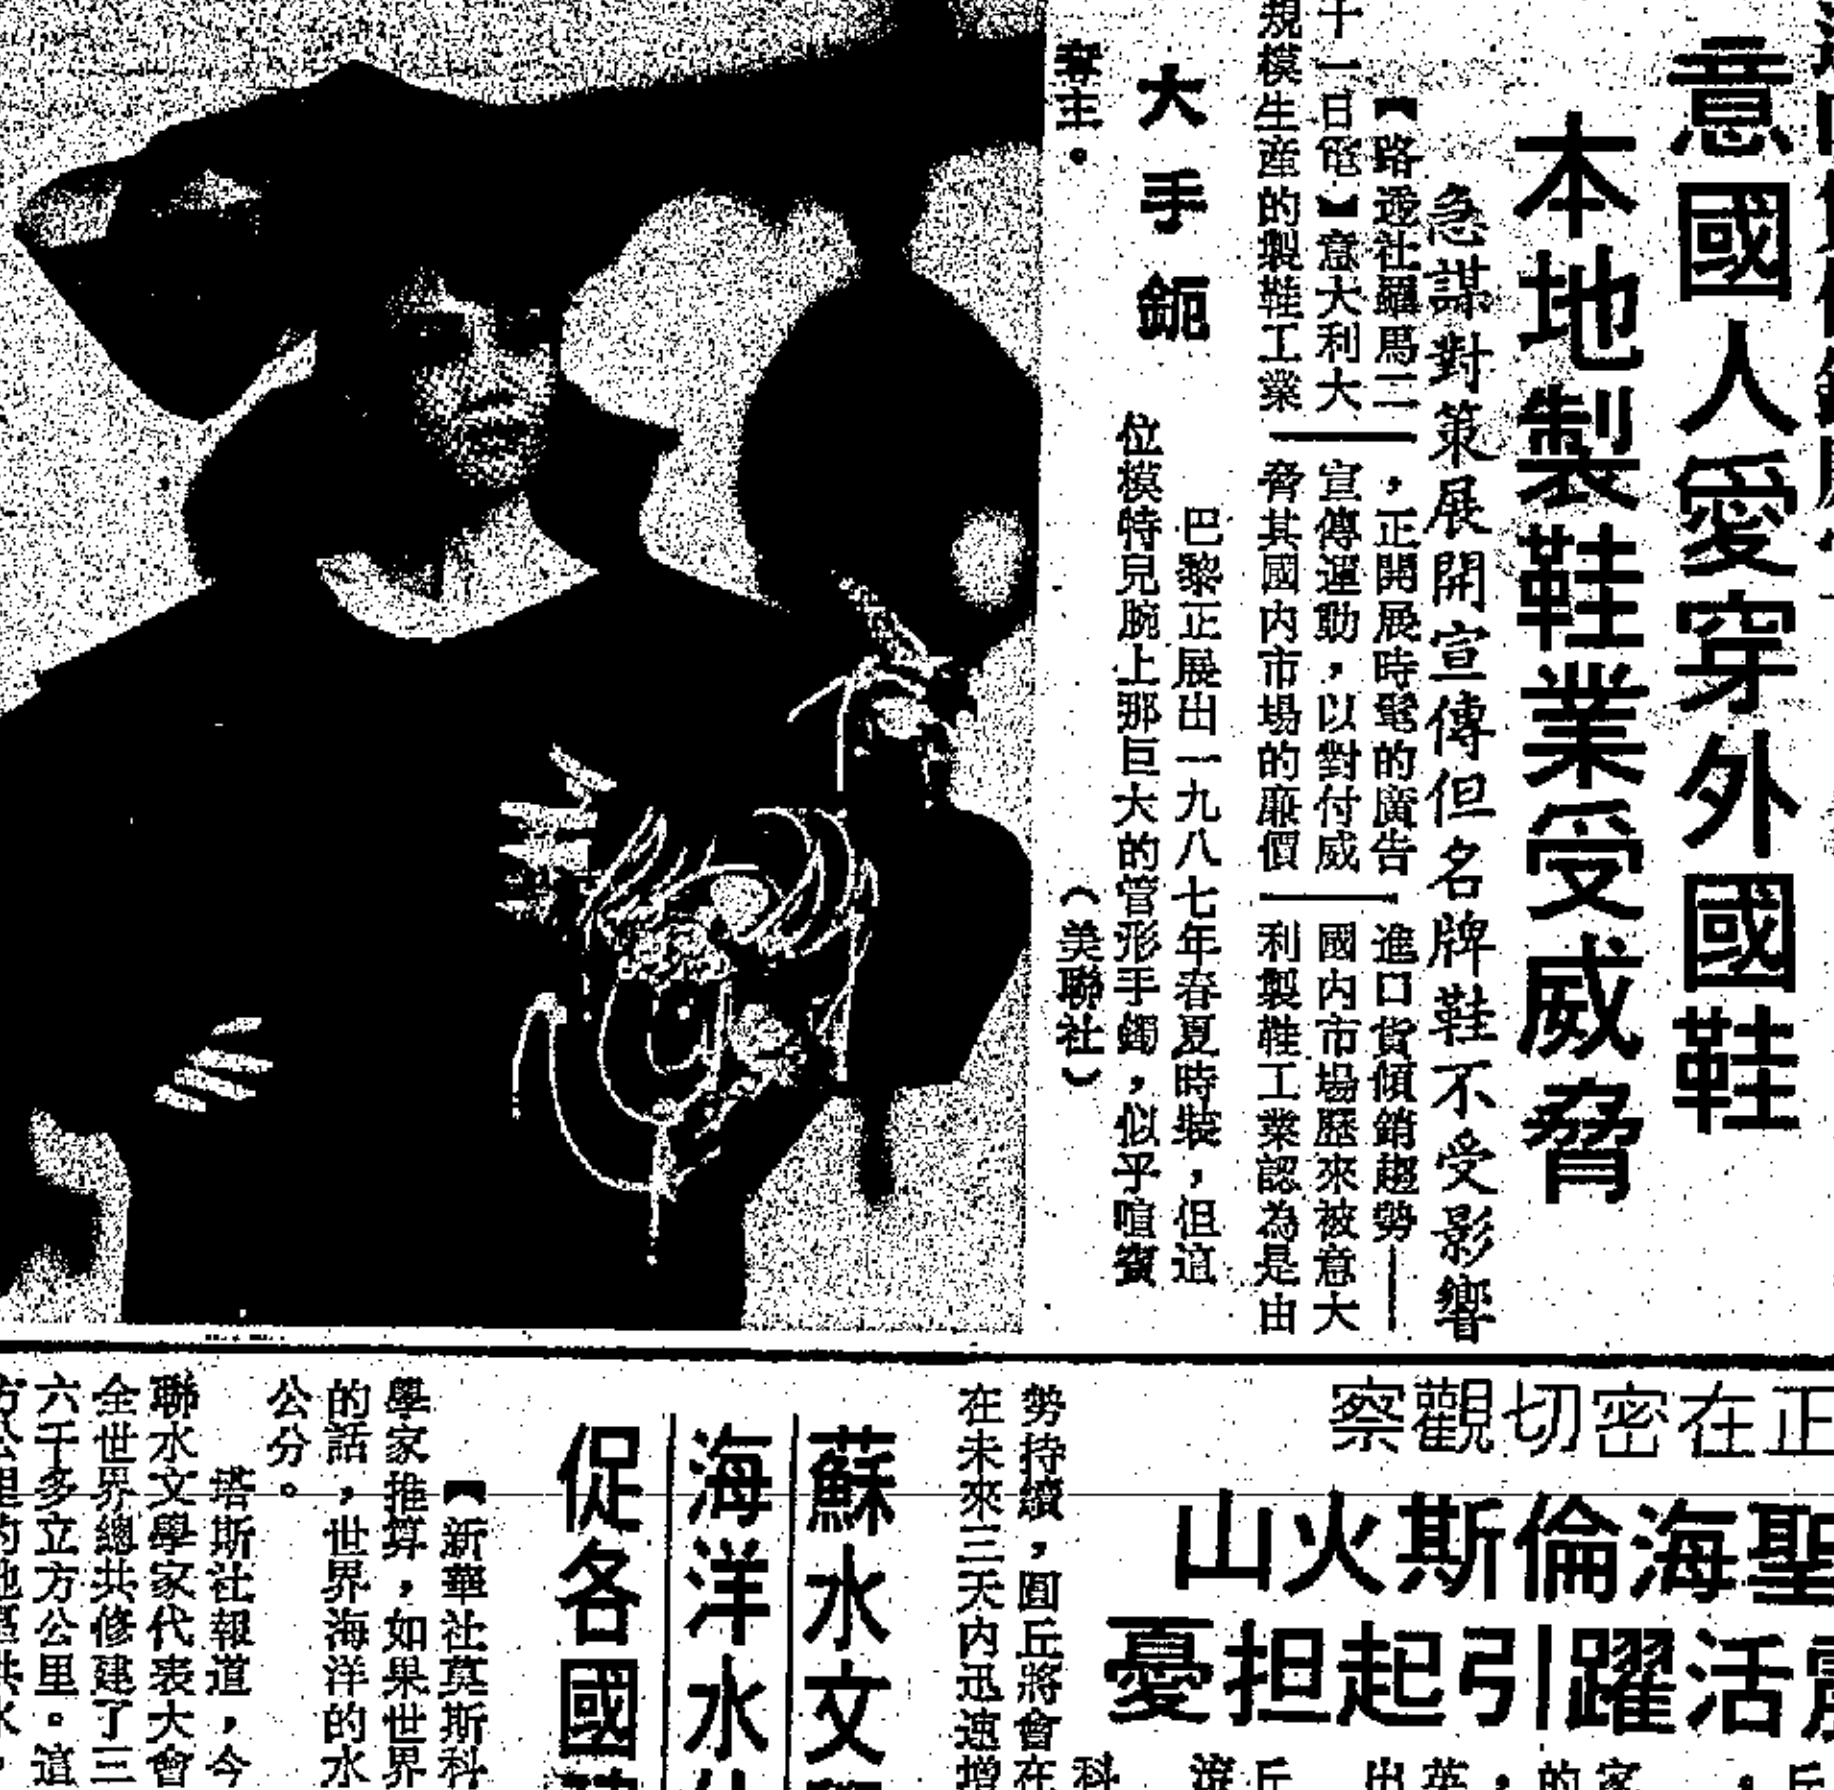 意國人愛穿外國鞋
本地製鞋業受威脅
急謀對策展開宣傳但名牌鞋不受影響
【路透社羅馬二
十一日電】意大利大
規模生產的製鞋工業
，正開展時髦的廣告
宣傳運動，以對付威
脅其國內市場的廉價
進口貨傾銷趨勢——
國內市場歷來被意大
利製鞋工業認為是由
大手鈪
巴黎正展出一九八七年春夏時裝，但這
位模特兒腕上那巨大的管形手鐲，似乎喧賓
奪主。
（美聯社）
正在密切觀察
聖海倫斯火山
活躍引起担憂
勢持續，圓丘將會在
在未來三天內迅速增
蘇水文
海洋水
促各國
【新華社莫斯科
學家推算，如果世界
的話，世界海洋的水
公分。
塔斯社報道，今
聯水文學家代表大會
全世界總共修建了三
六千多立方公里。這